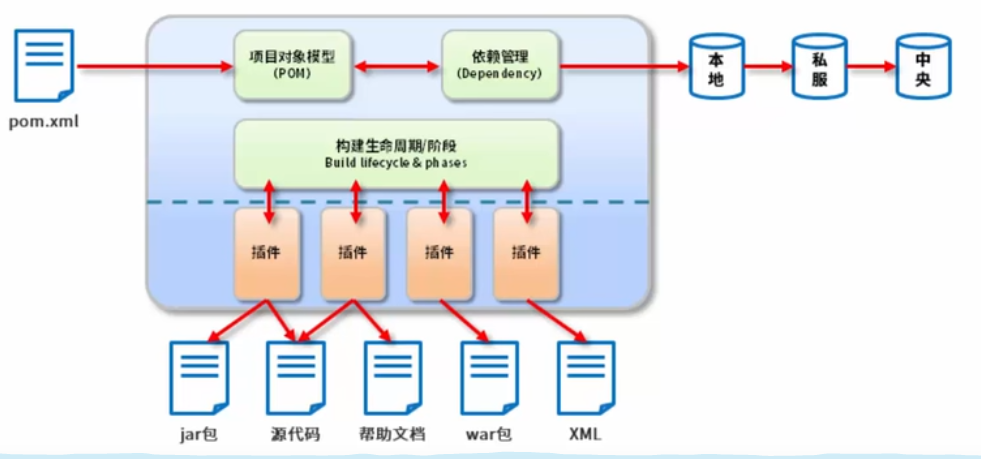 pom.xml
项目对象模型
(POM)
依赖管理
(Dependency)
本地
私服
中央
构建生命周期/阶段
Build lifecycle & phases
插件
插件
插件
插件
jar包
源代码
帮助文档
war包
XML